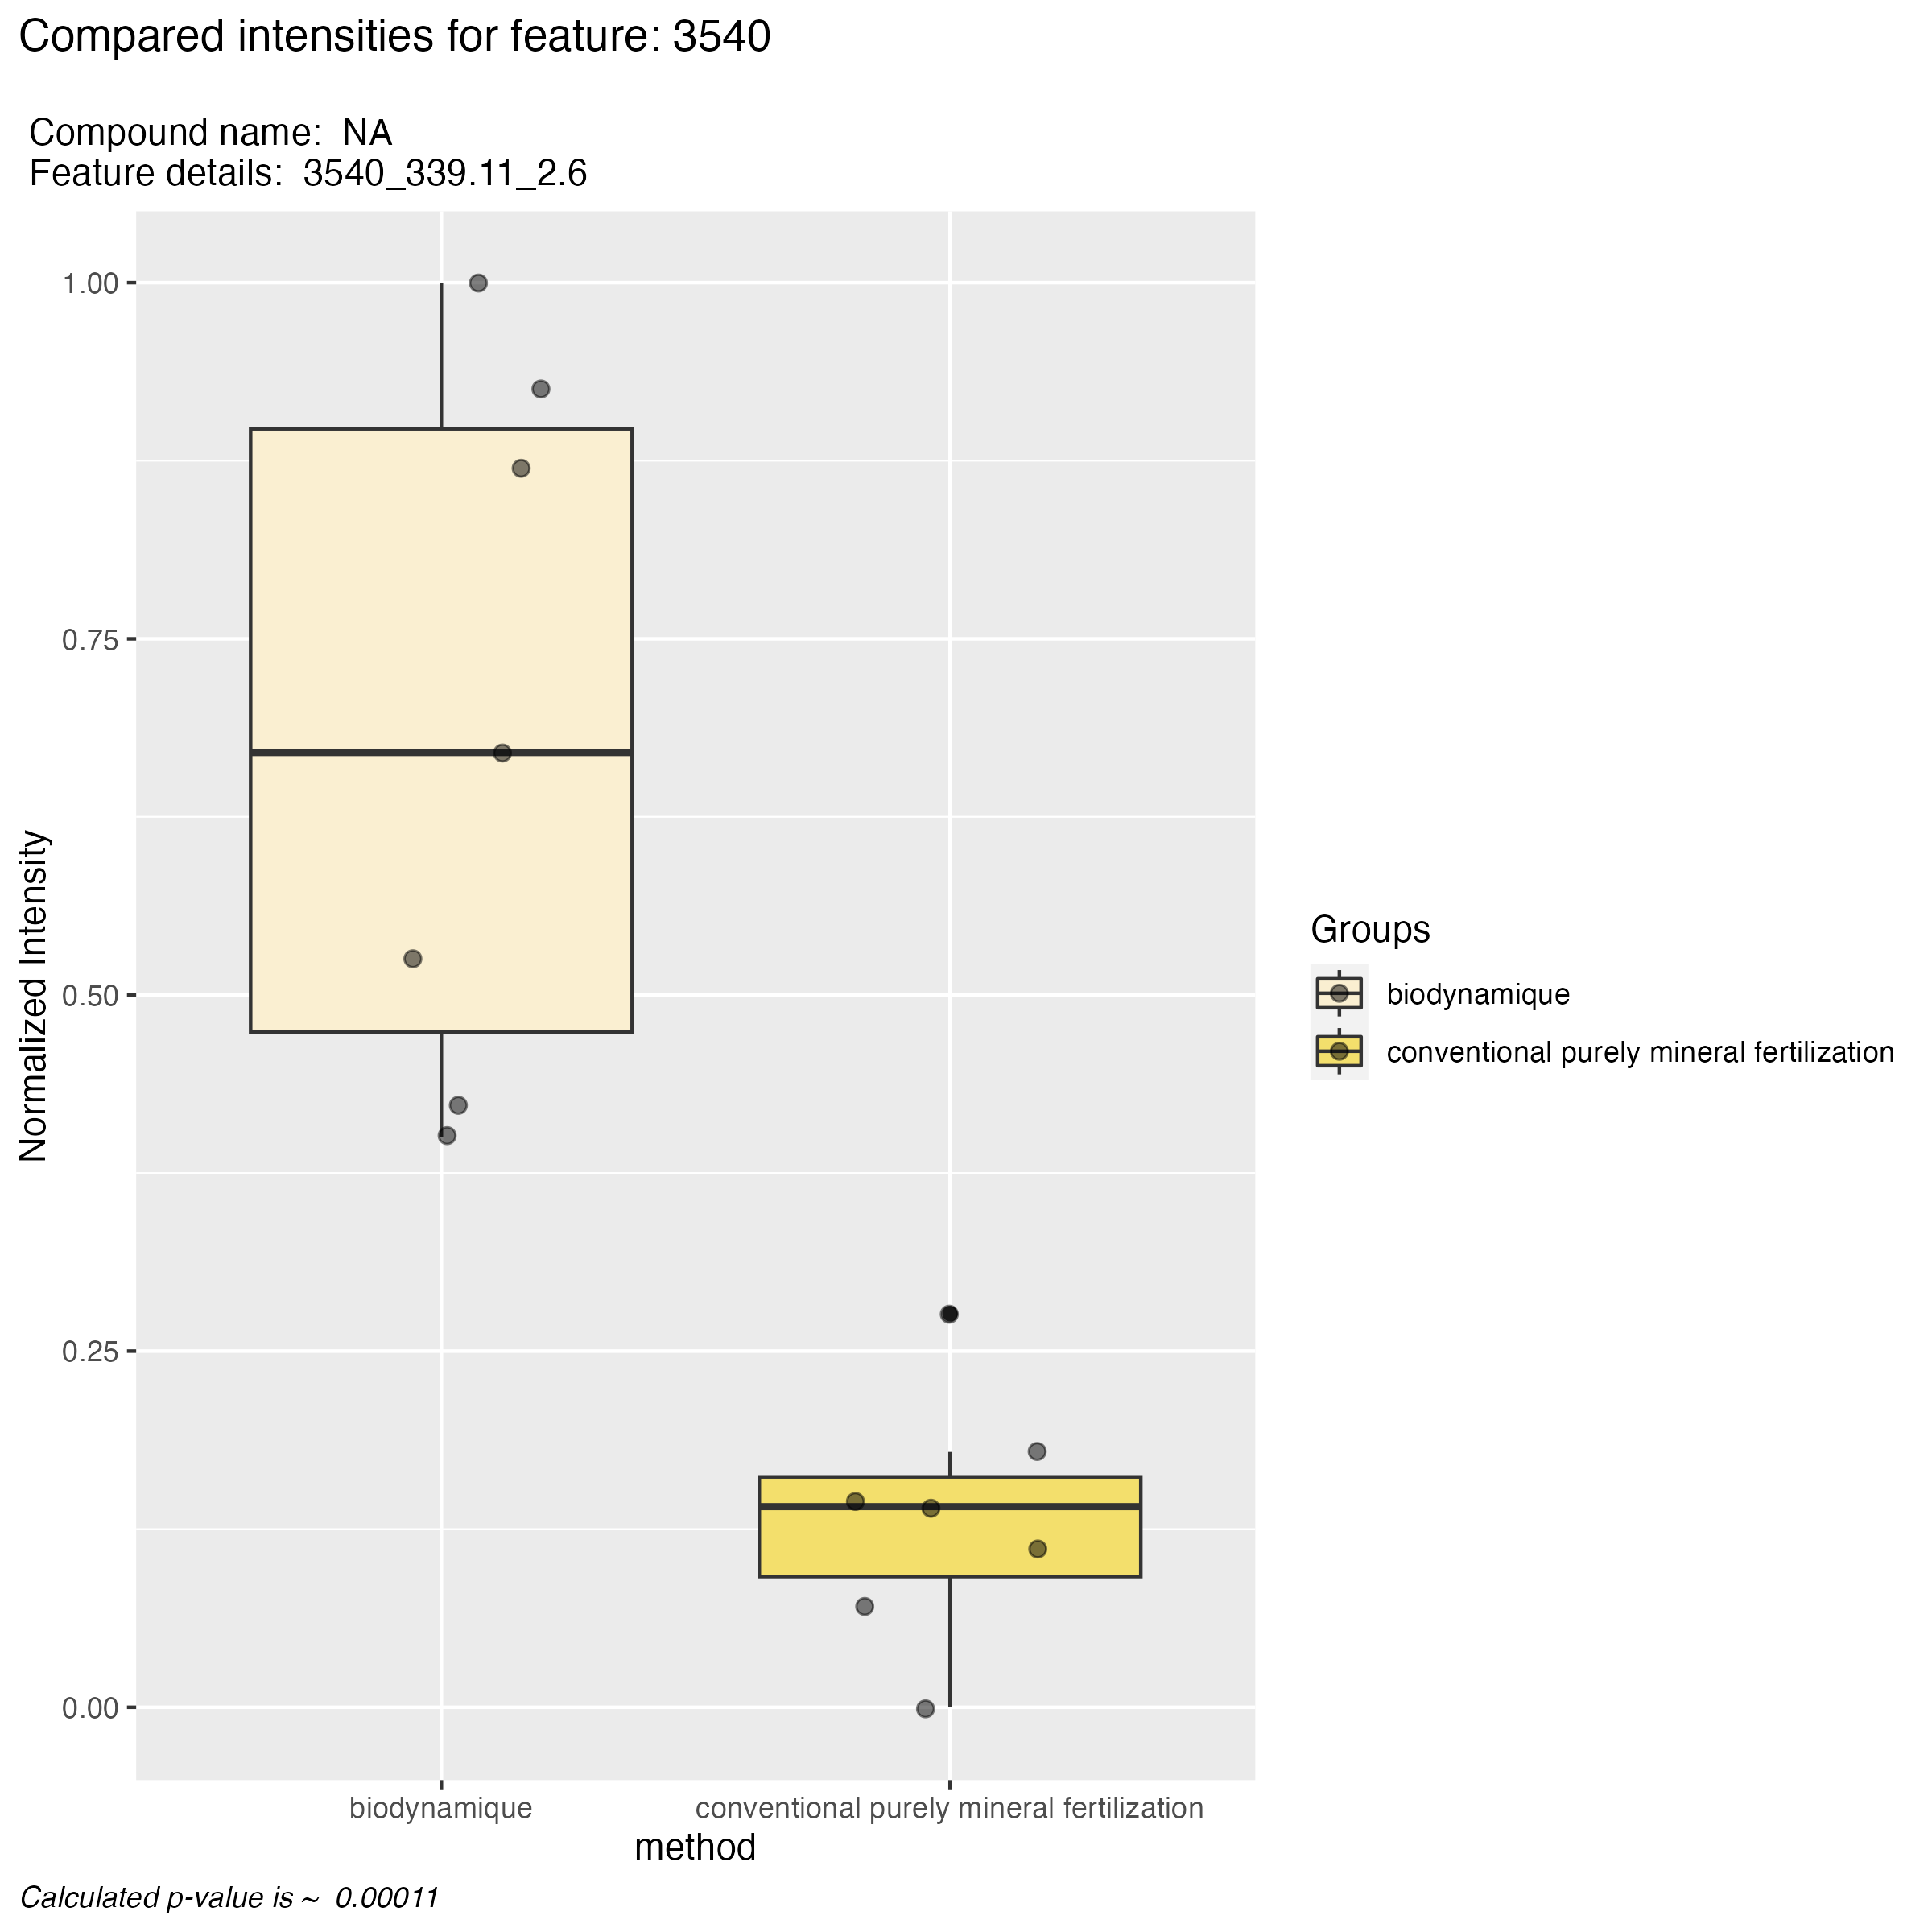 Compared intensities for feature: 3540
Compound name:  NA
Feature details:  3540_339.11_2.6
Normalized Intensity
1.00
0.75
0.50
0.25
0.00
biodynamique
conventional purely mineral fertilization
method
Groups
biodynamique
conventional purely mineral fertilization
Calculated p-value is ~  0.00011